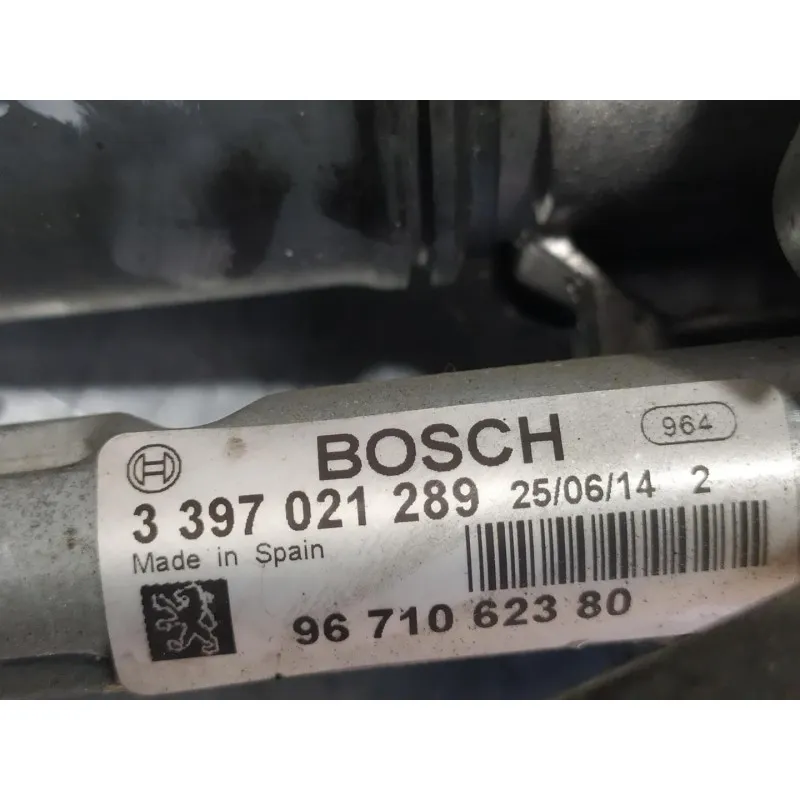 BOSCH 964
3 397 021 289 25/06/14 2
Made in Spain
96 710 623 80